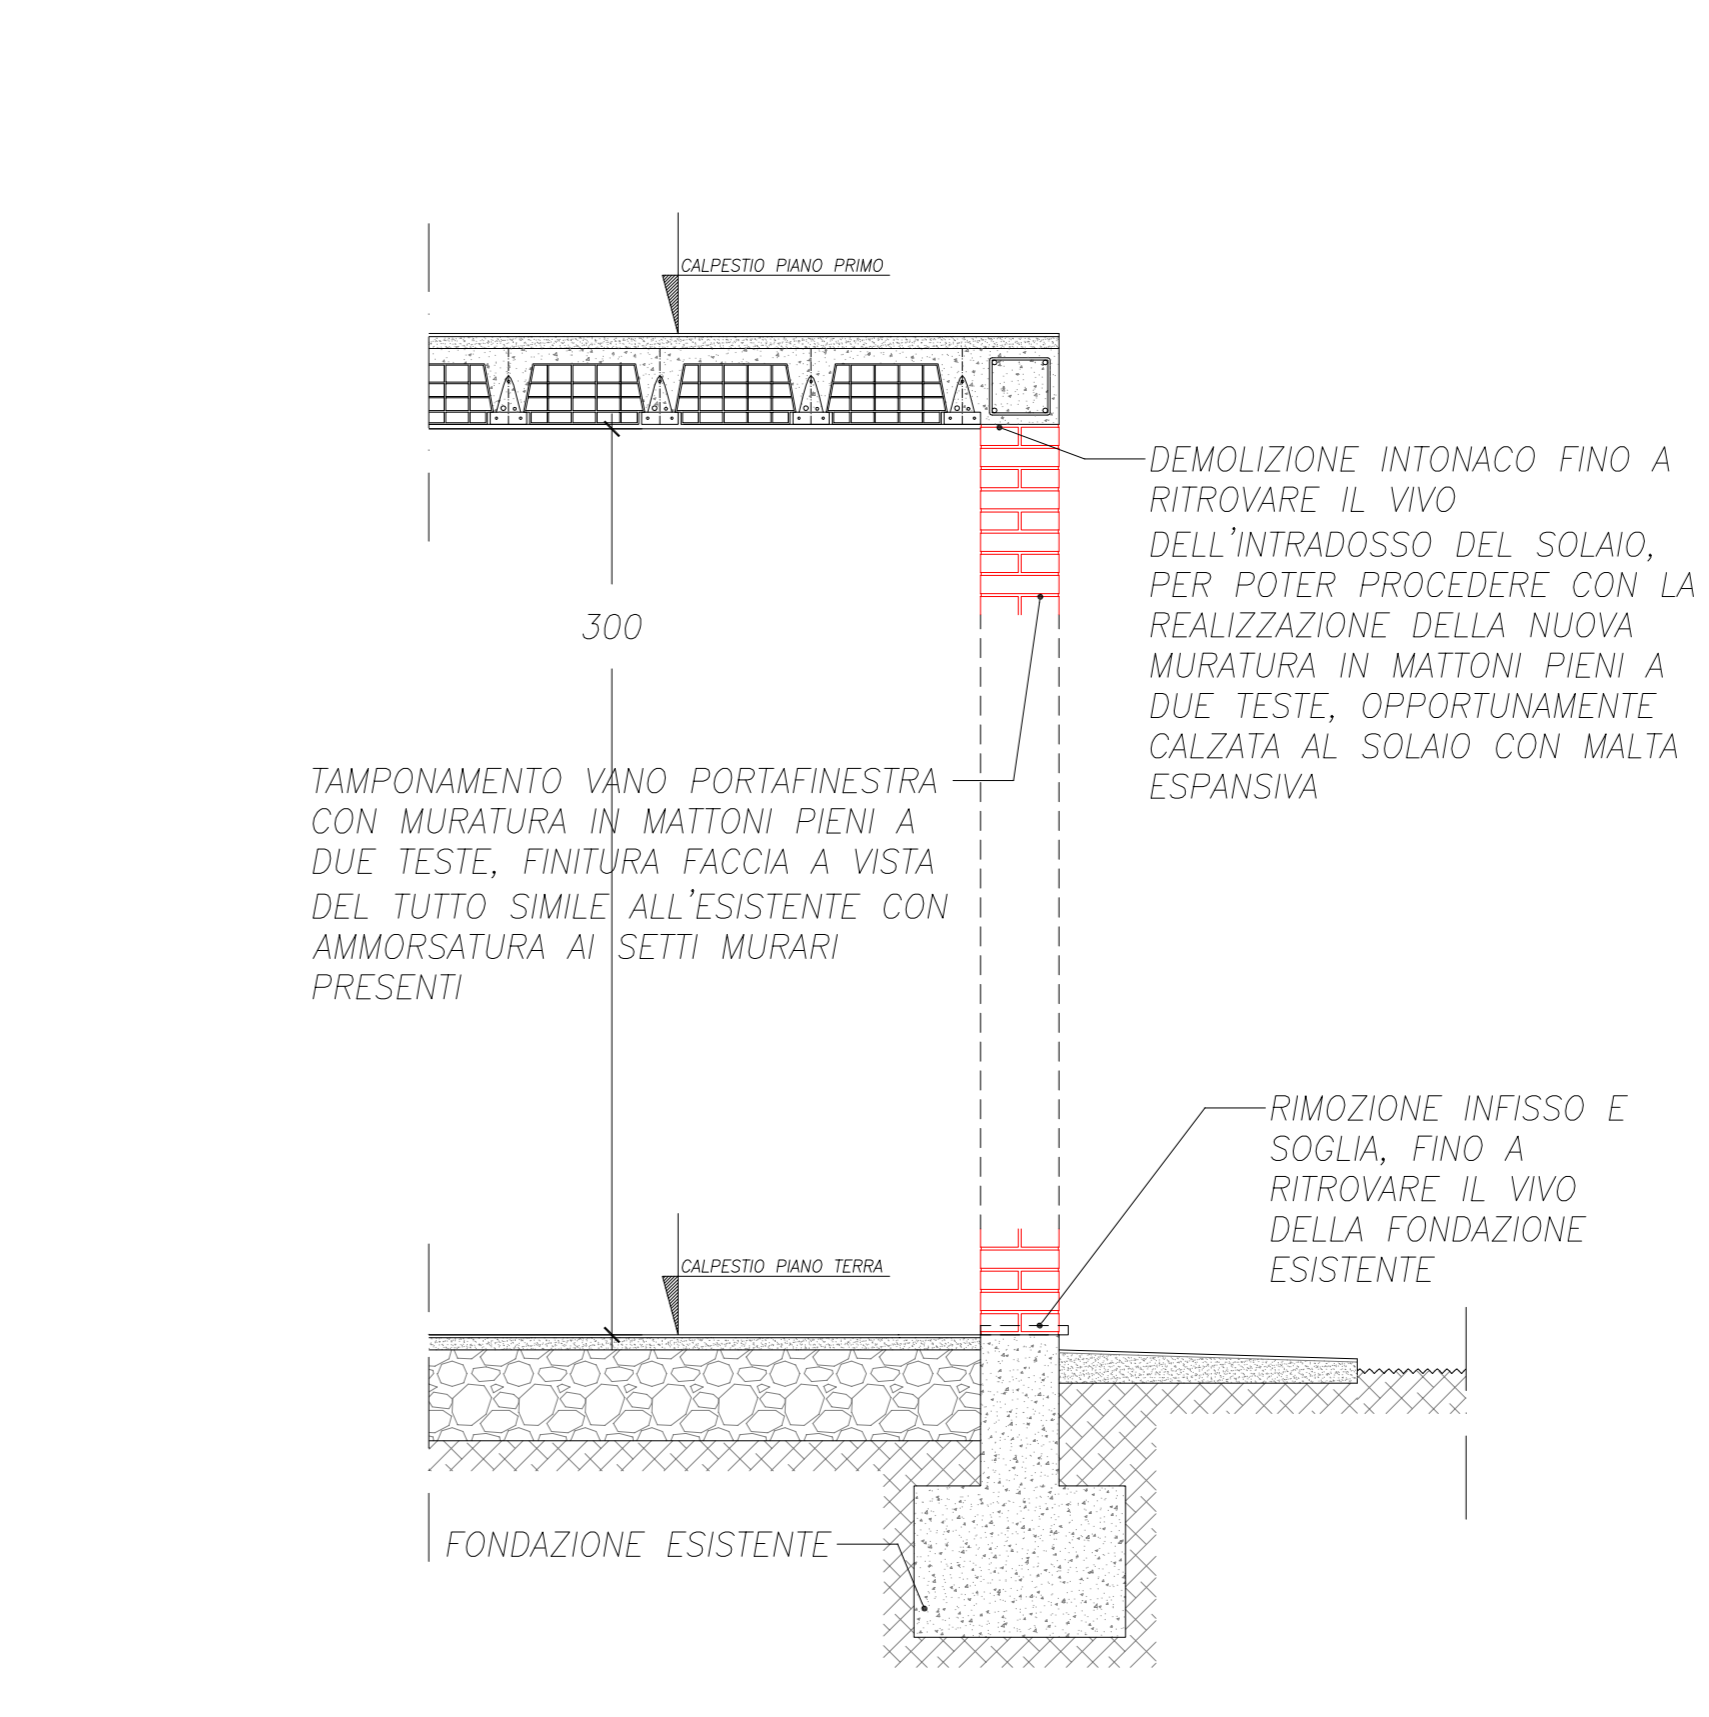 CALPESTIO PIANO PRIMO
DEMOLIZIONE INTONACO FINO A
RITROVARE IL VIVO
DELL'INTRADOSSO DEL SOLAIO,
PER POTER PROCEDERE CON LA
REALIZZAZIONE DELLA NUOVA
MURATURA IN MATTONI PIENI A
DUE TESTE, OPPORTUNAMENTE
CALZATA AL SOLAIO CON MALTA
ESPANSIVA
300
TAMPONAMENTO VANO PORTAFINESTRA
CON MURATURA IN MATTONI PIENI A
DUE TESTE, FINITURA FACCIA A VISTA
DEL TUTTO SIMILE ALL'ESISTENTE CON
AMMORSATURA AI SETTI MURARI
PRESENTI
RIMOZIONE INFISSO E
SOGLIA, FINO A
RITROVARE IL VIVO
DELLA FONDAZIONE
ESISTENTE
CALPESTIO PIANO TERRA
FONDAZIONE ESISTENTE